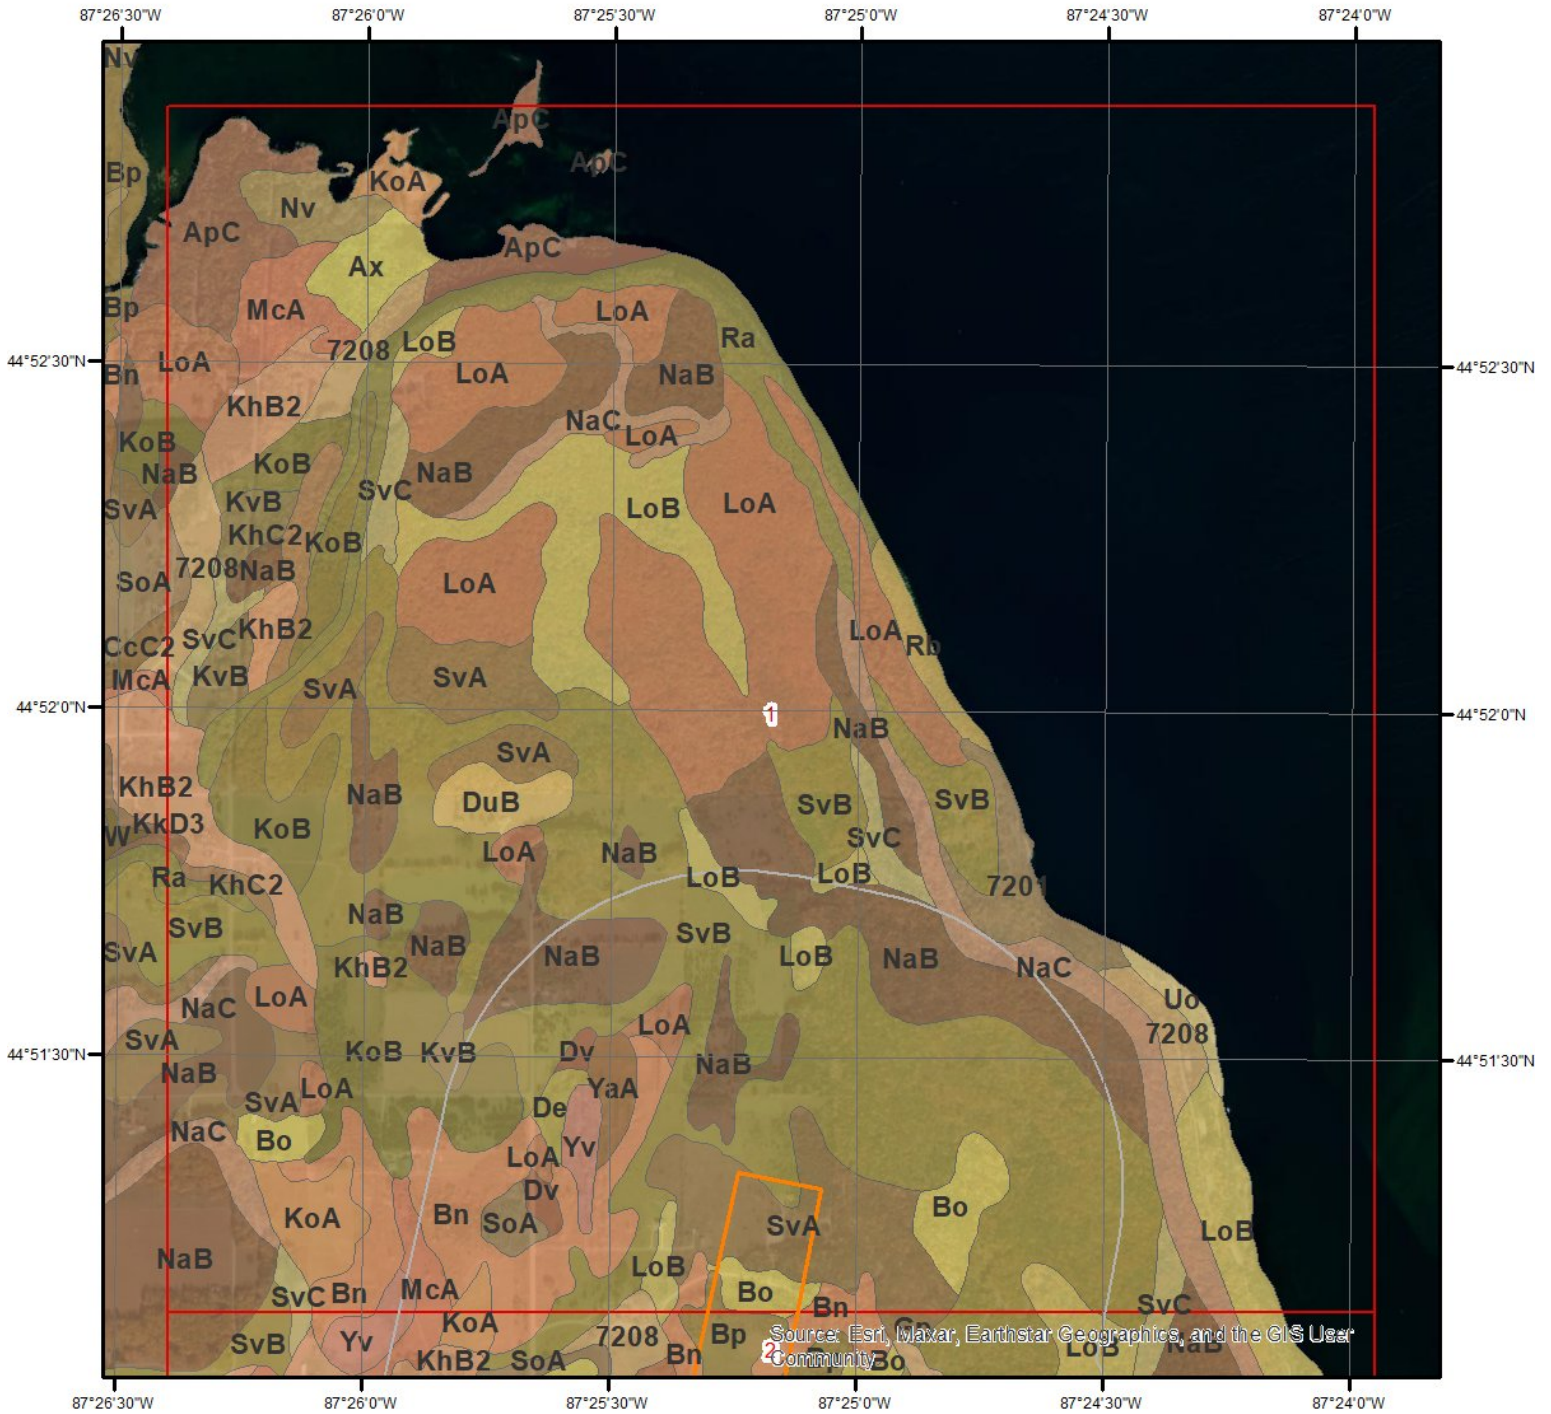 87°26'30"W 87°26'0"W 87°25'30"W 87°25'0"W 87°24'30"W 87°24'0"W
Nv
ApC
ApC
Bp KoA
Nv
ApC ApC
Ax
Bp McA LoA
Ra
7208 LoB
44°52'30"N LoA 44°52'30"N
Bn LoA NaB
KhB2
NaC
LoA
KoB
KoB
NaB NaB
SvC
KvB LoB LoA
SvA
KhC2 KoB
7208 NaB
SoA LoA
KhB2 LoA
SvC Rb
CcC2
KvB SvA
McA SvA
44°52'0"N 1 44°52'0"N
NaB
SvA
KhB2
NaB DuB SvB SvB
KkD3 KoB
W SvC
LoA NaB
Ra KhC2 LoB LoB 7201
NaB
SvB SvB
SvA NaB NaB LoB NaB
KhB2 NaC
LoA Uo
NaC
LoA 7208
SvA KoB KvB Dv
44°51'30"N NaB 44°51'30"N
NaB YaA
LoA
SvA De
NaC
Bo Yv
LoA
Dv
KoA Bn SoA SvA Bo
LoB
NaB LoB
SvC Bn McA Bo SvC
Bn
KoA
SvB Yv 7208 Bp
Source: Esri, Maxar, Earthstar Geographics, and the GIS User
Community
LoB NaB
KhB2 SoA Bn 2 Bo
87°26'30"W 87°26'0"W 87°25'30"W 87°25'0"W 87°24'30"W 87°24'0"W